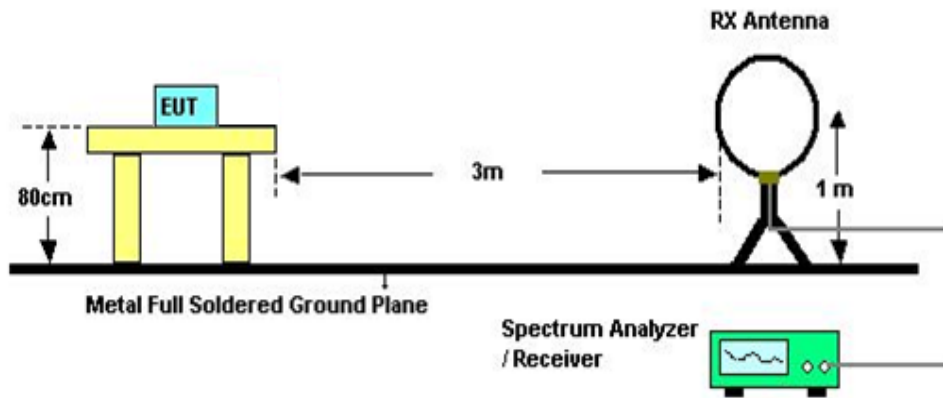 RX Antenna
EUT
3m
80cm
1 m
Metal Full Soldered Ground Plane
Spectrum Analyzer
/ Receiver